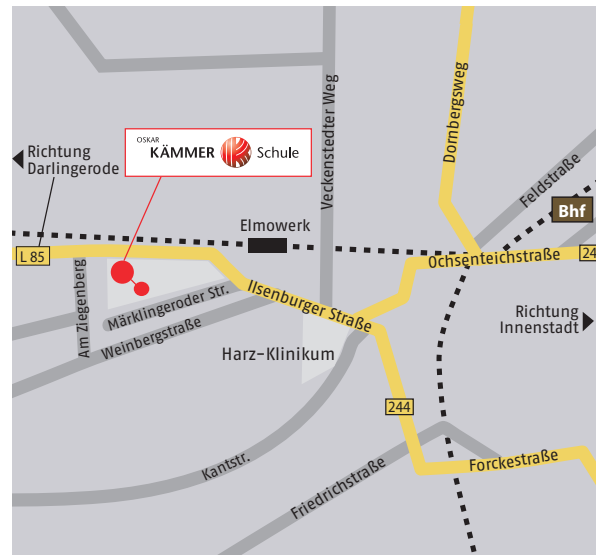 Veckenstedter Weg
Dornbergsweg
OSKAR
KÄMMER Schule
Richtung
Darlingerode
Feldstraße
Bhf
Elmowerk
L 85
Ochsenteichstraße
24
Am Ziegenberg
Märklingeroder Str.
Ilsenburger Straße
Weinbergstraße
Richtung
Innenstadt
Harz-Klinikum
244
Kantstr.
Friedrichstraße
Forckestraße